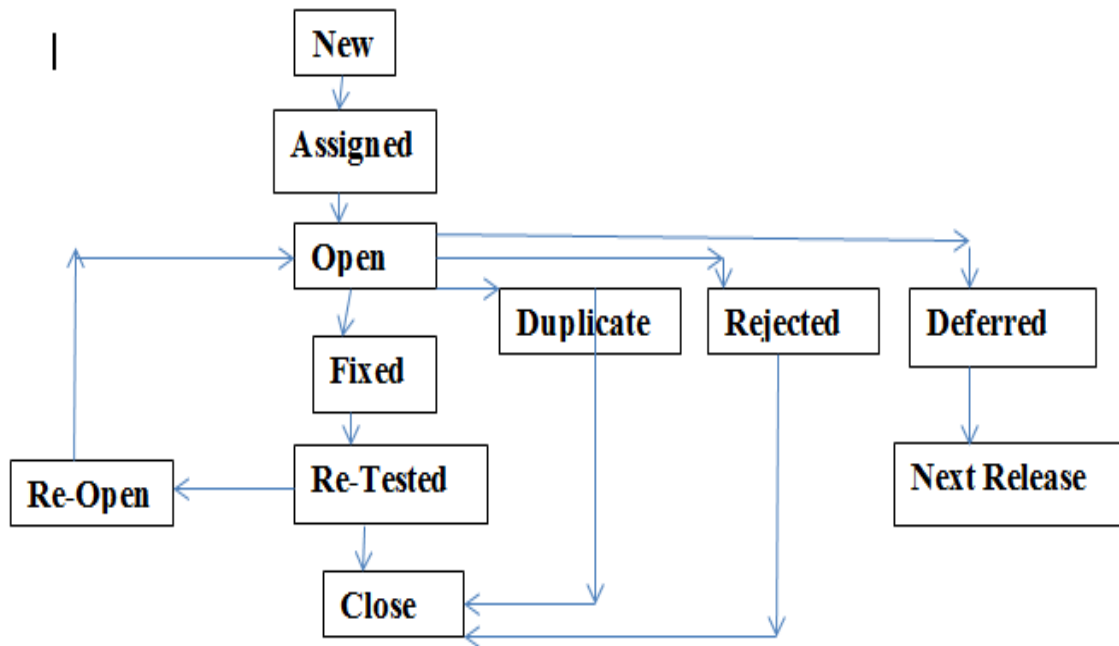 New
Assigned
Open
Duplicate
Rejected
Deferred
Fixed
Re-Open
Re-Tested
Next Release
Close